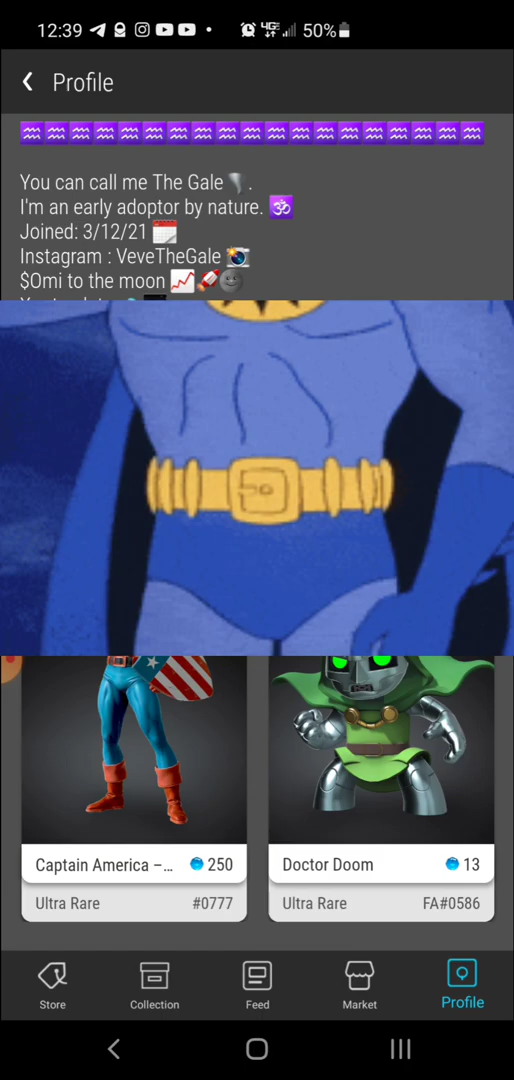 12:39
4GE
50%
Profile
You can call me The Gale 🌪️.
I'm an early adoptor by nature. 🕉️
Joined: 3/12/21 📅
Instagram : VeveTheGale 📸
$Omi to the moon 📈🚀🌚
Captain America –... 250
Ultra Rare #0777
Doctor Doom 13
Ultra Rare FA#0586
Store
Collection
Feed
Market
Profile